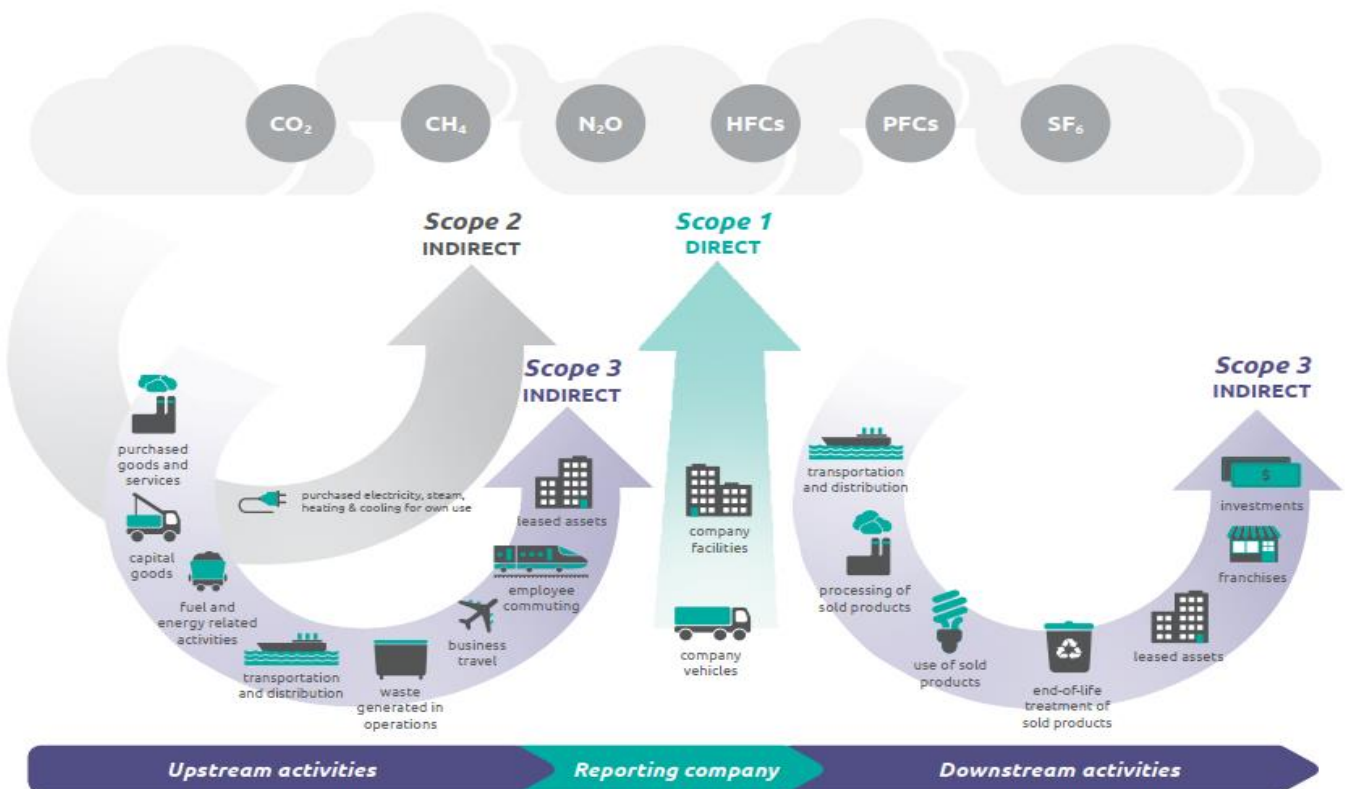 CO₂
CH₄
N₂O
HFCs
PFCs
SF₆
Scope 2
INDIRECT
Scope 1
DIRECT
Scope 3
INDIRECT
Scope 3
INDIRECT
purchased
goods and
services
capital
goods
fuel and
energy related
activities
purchased electricity, steam,
heating & cooling for own use
transportation
and distribution
waste
generated in
operations
business
travel
employee
commuting
leased assets
company
facilities
company
vehicles
transportation
and distribution
processing of
sold products
use of sold
products
end-of-life
treatment of
sold products
leased assets
franchises
$
investments
Upstream activities
Reporting company
Downstream activities